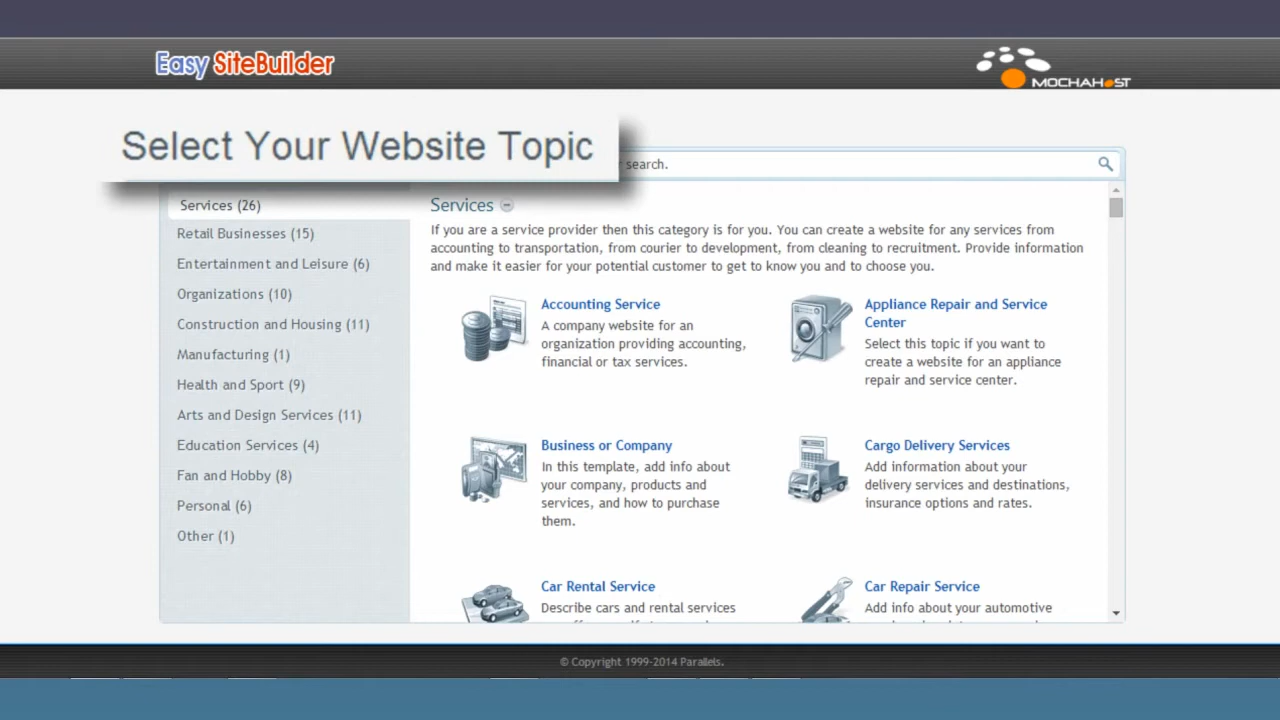 Easy SiteBuilder
MOCHAHOST
Select Your Website Topic
search.
Services (26)
Retail Businesses (15)
Entertainment and Leisure (6)
Organizations (10)
Construction and Housing (11)
Manufacturing (1)
Health and Sport (9)
Arts and Design Services (11)
Education Services (4)
Fan and Hobby (8)
Personal (6)
Other (1)
Services
If you are a service provider then this category is for you. You can create a website for any services from
accounting to transportation, from courier to development, from cleaning to recruitment. Provide information
and make it easier for your potential customer to get to know you and to choose you.
Accounting Service
A company website for an
organization providing accounting,
financial or tax services.
Appliance Repair and Service
Center
Select this topic if you want to
create a website for an appliance
repair and service center.
Business or Company
In this template, add info about
your company, products and
services, and how to purchase
them.
Cargo Delivery Services
Add information about your
delivery services and destinations,
insurance options and rates.
Car Rental Service
Describe cars and rental services
Car Repair Service
Add info about your automotive
© Copyright 1999-2014 Parallels.